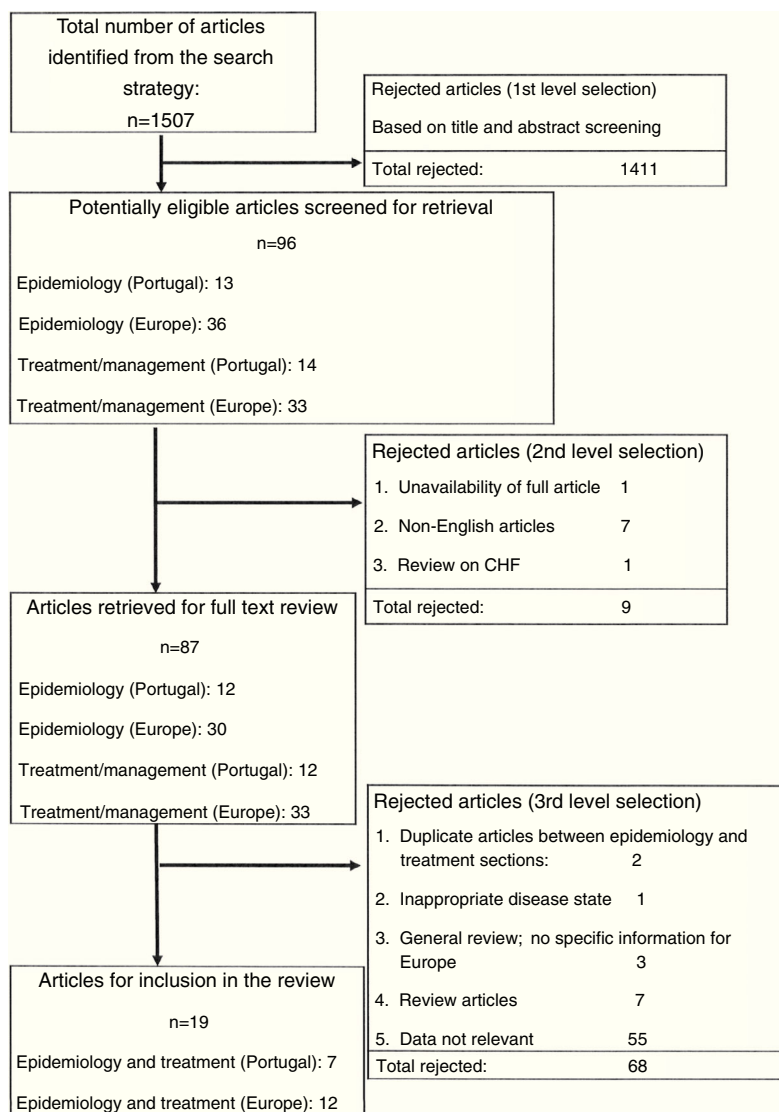 Total number of articles
identified from the search
strategy:
n=1507
Rejected articles (1st level selection)
Based on title and abstract screening
Total rejected: 1411
Potentially eligible articles screened for retrieval
n=96
Epidemiology (Portugal): 13
Epidemiology (Europe): 36
Treatment/management (Portugal): 14
Treatment/management (Europe): 33
Rejected articles (2nd level selection)
1. Unavailability of full article 1
2. Non-English articles 7
3. Review on CHF 1
Total rejected: 9
Articles retrieved for full text review
n=87
Epidemiology (Portugal): 12
Epidemiology (Europe): 30
Treatment/management (Portugal): 12
Treatment/management (Europe): 33
Rejected articles (3rd level selection)
1. Duplicate articles between epidemiology and
treatment sections: 2
2. Inappropriate disease state 1
3. General review; no specific information for
Europe 3
4. Review articles 7
5. Data not relevant 55
Total rejected: 68
Articles for inclusion in the review
n=19
Epidemiology and treatment (Portugal): 7
Epidemiology and treatment (Europe): 12